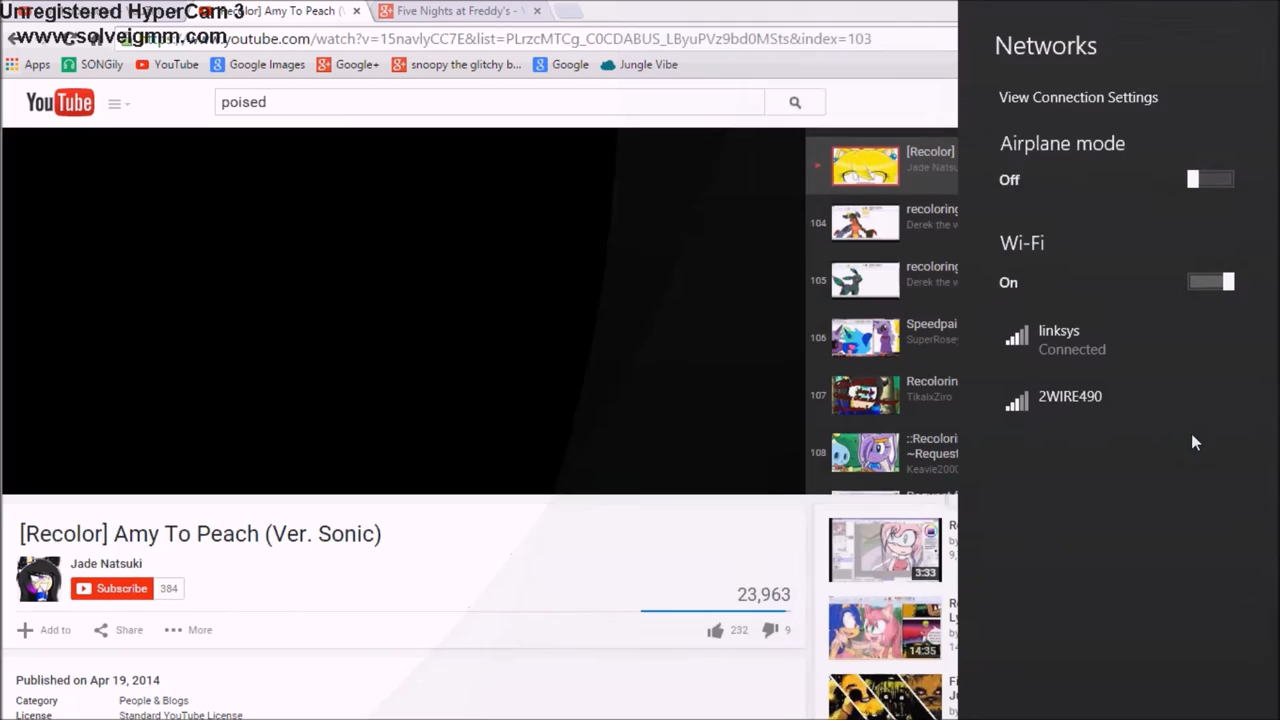 Unregistered HyperCam 3
www.solveigmm.com
[Recolor] Amy To Peach (
Five Nights at Freddy's -
youtube.com/watch?v=15navlyCC7E&list=PLrzcMTCg_C0CDABUS_LByuPVz9bd0MSts&index=103
Apps SONGily YouTube Google Images Google+ snoopy the glitchy b... Google Jungle Vibe
YouTube
poised
[Recolor]
Jade Natsu
104
recoloring
Derek the w
105
recoloring
Derek the w
106
Speedpai
SuperRose
107
Recolorin
TikalxZiro
108
::Recolori
~Request
Keavie2000
[Recolor] Amy To Peach (Ver. Sonic)
Jade Natsuki
Subscribe 384
23,963
Add to Share More
232 9
Published on Apr 19, 2014
Category People & Blogs
License Standard YouTube License
3:33
14:35
Networks
View Connection Settings
Airplane mode
Off
Wi-Fi
On
linksys
Connected
2WIRE490